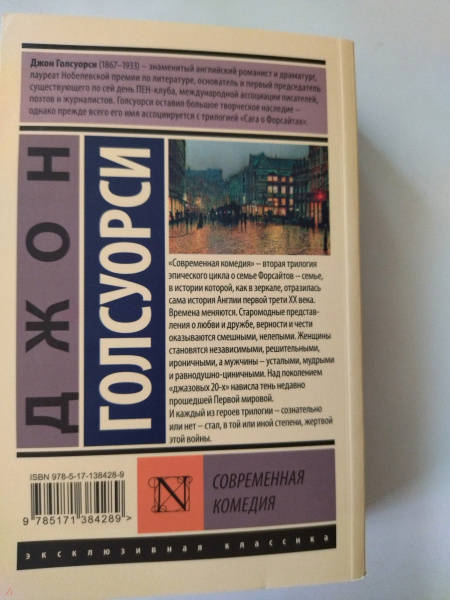 Джон Голсуорси (1867–1933) – знаменитый английский романист и драматург,
лауреат Нобелевской премии по литературе, основатель и первый председатель
существующего по сей день ПЕН-клуба, международной ассоциации писателей,
поэтов и журналистов. Голсуорси оставил большое творческое наследие –
однако прежде всего его имя ассоциируется с трилогией «Сага о Форсайтах»
ДЖОН
ГОЛСУОРСИ
«Современная комедия» – вторая трилогия
эпического цикла о семье Форсайтов – семье,
в истории которой, как в зеркале, отразилась
сама история Англии первой трети XX века.
Времена меняются. Старомодные представ-
ления о любви и дружбе, верности и чести
оказываются смешными, нелепыми. Женщины
становятся независимыми, решительными,
ироничными, а мужчины – усталыми, мудрыми
и равнодушно-циничными. Над поколением
«джазовых 20-х» нависла тень недавно
прошедшей Первой мировой.
И каждый из героев трилогии – сознательно
или нет – стал, в той или иной степени, жертвой
этой войны.
ISBN 978-5-17-138428-9
9 785171 384289 >
N
СОВРЕМЕННАЯ
КОМЕДИЯ
эксклюзивная классика